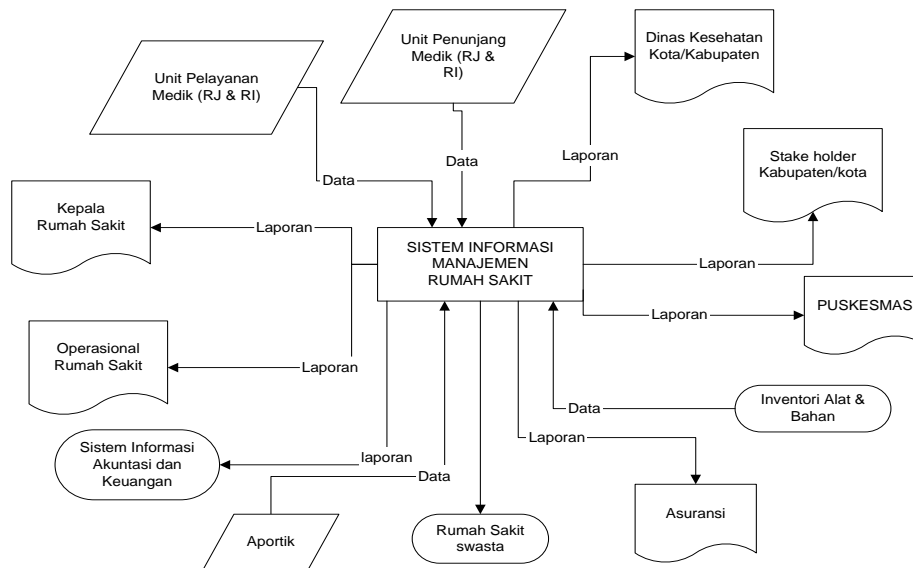 Unit Pelayanan
Medik (RJ & RI)
Unit Penunjang
Medik (RJ &
RI)
Dinas Kesehatan
Kota/Kabupaten
Laporan
Data
Data
Stake holder
Kabupaten/kota
Kepala
Rumah Sakit
Laporan
SISTEM INFORMASI
MANAJEMEN
RUMAH SAKIT
Laporan
Laporan
PUSKESMAS
Operasional
Rumah Sakit
Laporan
Data
Inventori Alat &
Bahan
Sistem Informasi
Akuntasi dan
Keuangan
laporan
Data
Laporan
Aportik
Rumah Sakit
swasta
Asuransi